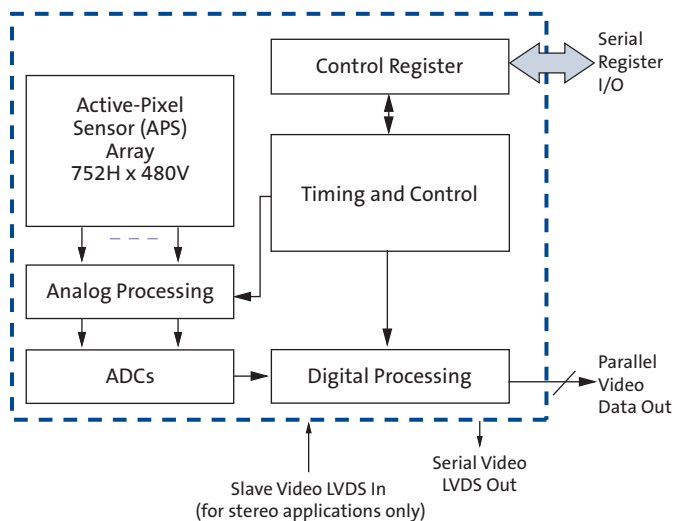 Control Register
Serial
Register
I/O
Active-Pixel
Sensor (APS)
Array
752H x 480V
Timing and Control
Analog Processing
ADCs
Digital Processing
Parallel
Video
Data Out
Slave Video LVDS In
(for stereo applications only)
Serial Video
LVDS Out